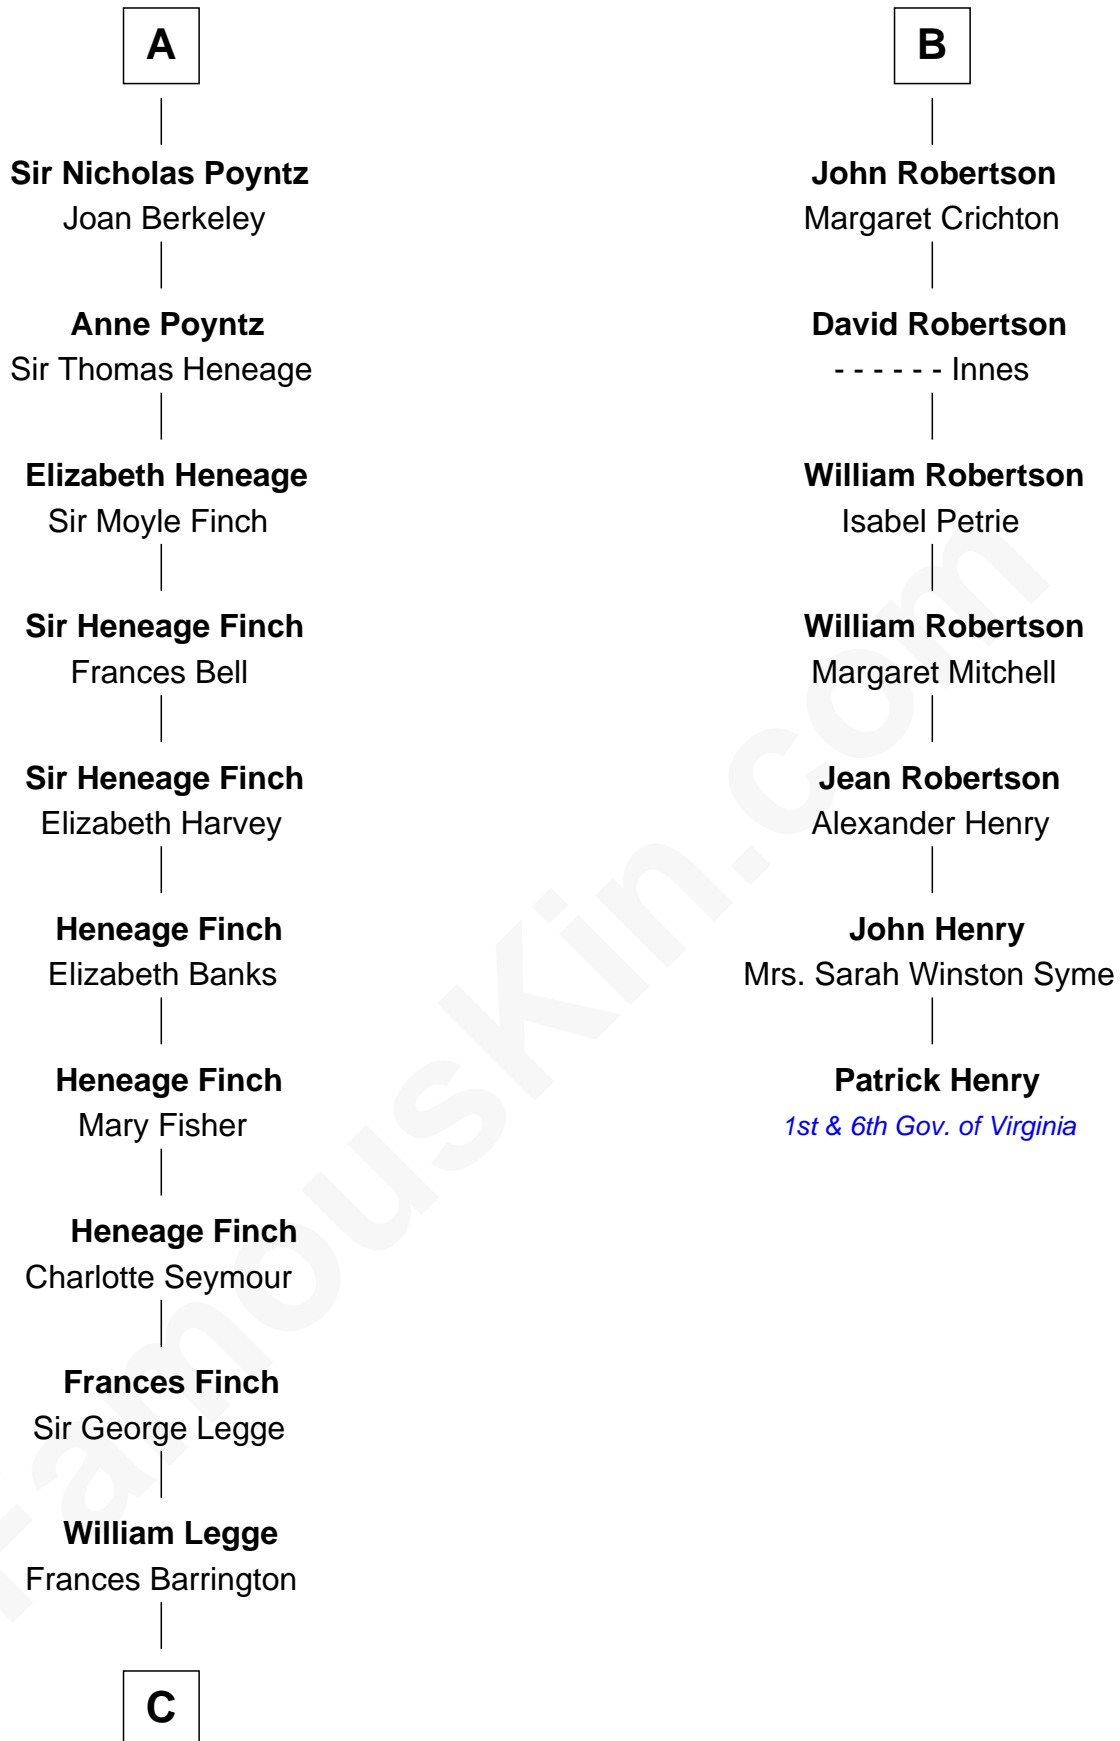 A
Sir Nicholas Poyntz
Joan Berkeley
Anne Poyntz
Sir Thomas Heneage
Elizabeth Heneage
Sir Moyle Finch
Sir Heneage Finch
Frances Bell
Sir Heneage Finch
Elizabeth Harvey
Heneage Finch
Elizabeth Banks
Heneage Finch
Mary Fisher
Heneage Finch
Charlotte Seymour
Frances Finch
Sir George Legge
William Legge
Frances Barrington
C
B
John Robertson
Margaret Crichton
David Robertson
- - - - - - Innes
William Robertson
Isabel Petrie
William Robertson
Margaret Mitchell
Jean Robertson
Alexander Henry
John Henry
Mrs. Sarah Winston Syme
Patrick Henry
1st & 6th Gov. of Virginia
FamousKin.com